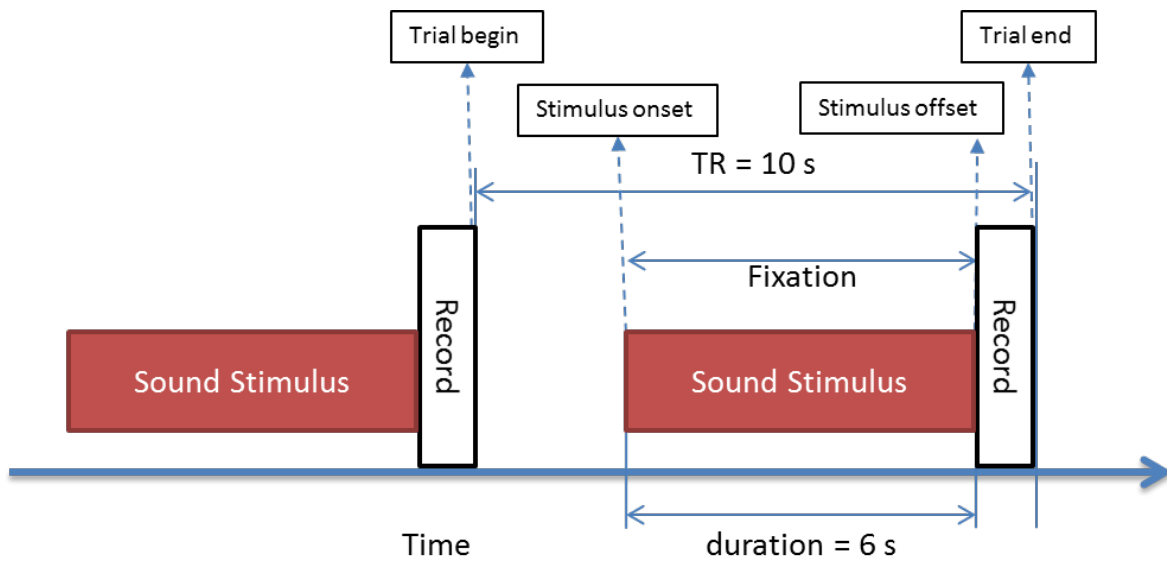 Trial begin
Trial end
Stimulus onset
Stimulus offset
TR = 10 s
Fixation
Record
Record
Sound Stimulus
Sound Stimulus
Time
duration = 6 s